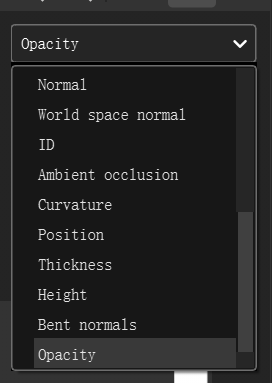 Opacity
Normal
World space normal
ID
Ambient occlusion
Curvature
Position
Thickness
Height
Bent normals
Opacity